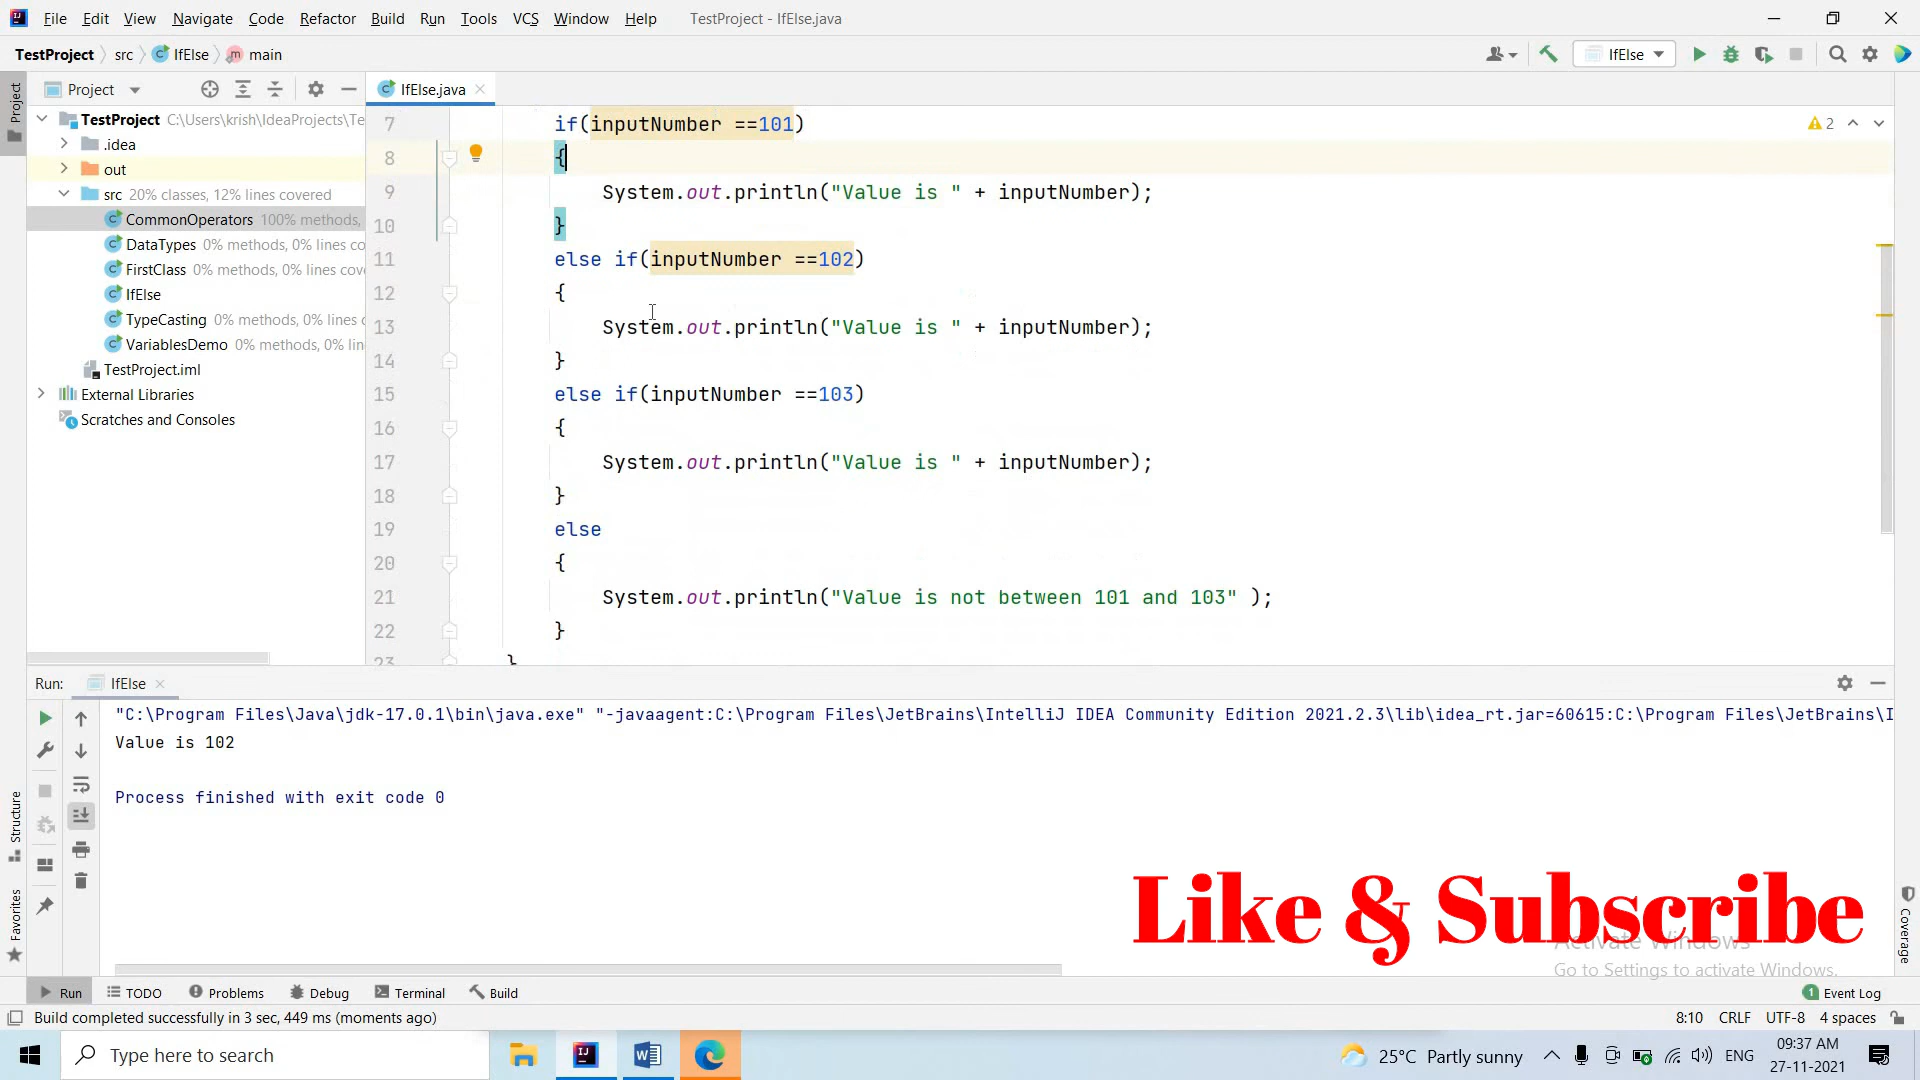 File Edit View Navigate Code Refactor Build Run Tools VCS Window Help TestProject - IfElse.java
TestProject src IfElse main IfElse
Project IfElse.java
Project
TestProject C:\Users\krish\IdeaProjects\Te
.idea
out
src 20% classes, 12% lines covered
CommonOperators 100% methods,
DataTypes 0% methods, 0% lines co
FirstClass 0% methods, 0% lines cov
IfElse
TypeCasting 0% methods, 0% lines c
VariablesDemo 0% methods, 0% lin
TestProject.iml
External Libraries
Scratches and Consoles
2
7 if(inputNumber ==101)
8 {
9 System.out.println("Value is " + inputNumber);
10 }
11 else if(inputNumber ==102)
12 {
13 System.out.println("Value is " + inputNumber);
14 }
15 else if(inputNumber ==103)
16 {
17 System.out.println("Value is " + inputNumber);
18 }
19 else
20 {
21 System.out.println("Value is not between 101 and 103" );
22 }
23 }
Run: IfElse
"C:\Program Files\Java\jdk-17.0.1\bin\java.exe" "-javaagent:C:\Program Files\JetBrains\IntelliJ IDEA Community Edition 2021.2.3\lib\idea_rt.jar=60615:C:\Program Files\JetBrains\I
Value is 102
Process finished with exit code 0
Structure
Favorites
Coverage
Like & Subscribe
Activate Windows
Go to Settings to activate Windows.
Run TODO Problems Debug Terminal Build 1 Event Log
Build completed successfully in 3 sec, 449 ms (moments ago) 8:10 CRLF UTF-8 4 spaces
Type here to search 25°C Partly sunny ENG 09:37 AM
27-11-2021